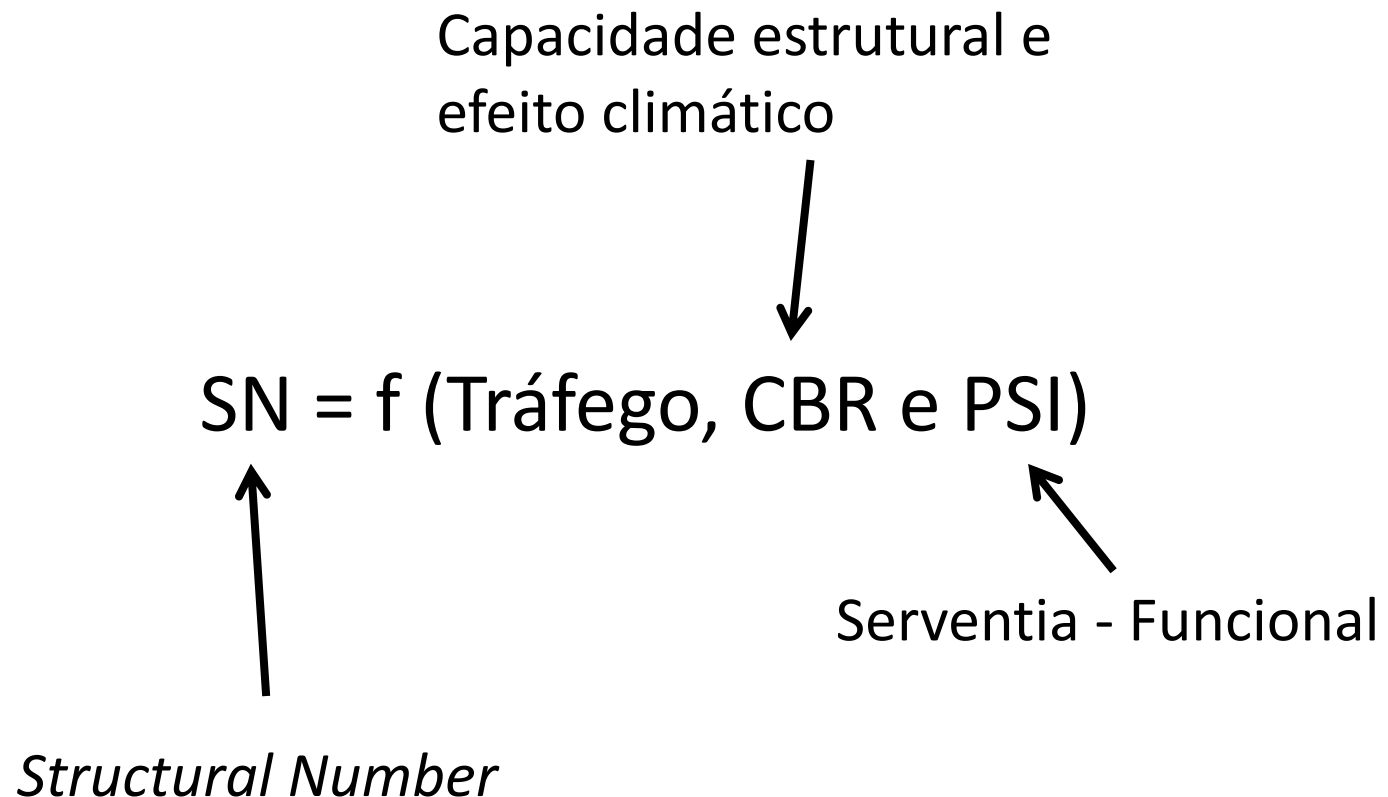 Capacidade estrutural e
efeito climático
SN = f (Tráfego, CBR e PSI)
Serventia - Funcional
Structural Number